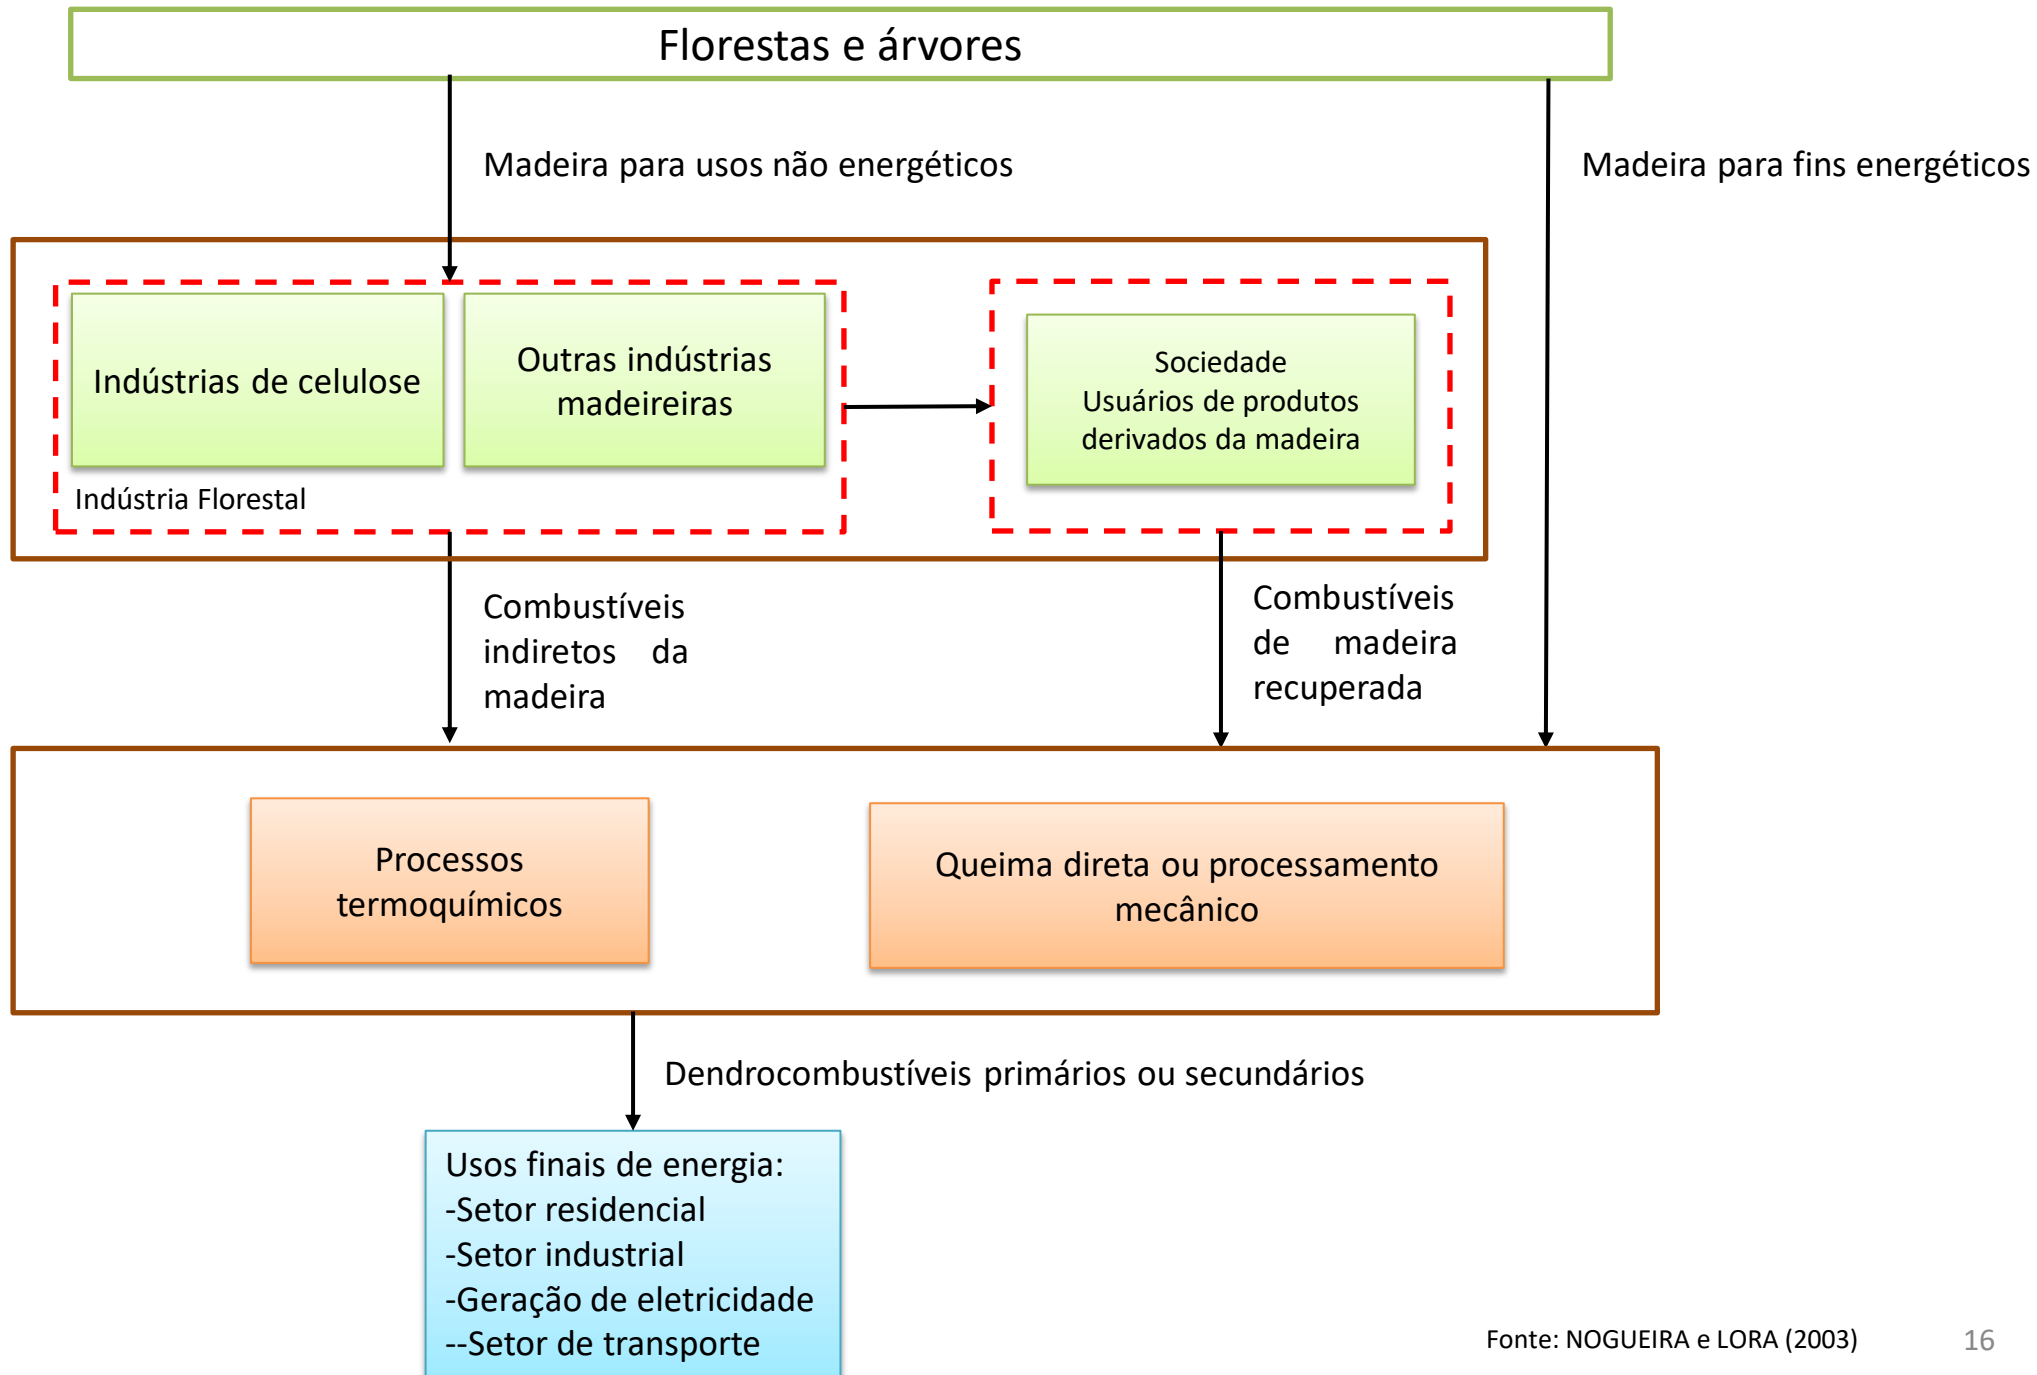 Florestas e árvores
Madeira para usos não energéticos
Madeira para fins energéticos
Indústrias de celulose
Outras indústrias
madeireiras
Sociedade
Usuários de produtos
derivados da madeira
Indústria Florestal
Combustíveis
indiretos da
madeira
Combustíveis
de madeira
recuperada
Processos
termoquímicos
Queima direta ou processamento
mecânico
Dendrocombustíveis primários ou secundários
Usos finais de energia:
-Setor residencial
-Setor industrial
-Geração de eletricidade
--Setor de transporte
Fonte: NOGUEIRA e LORA (2003)
16